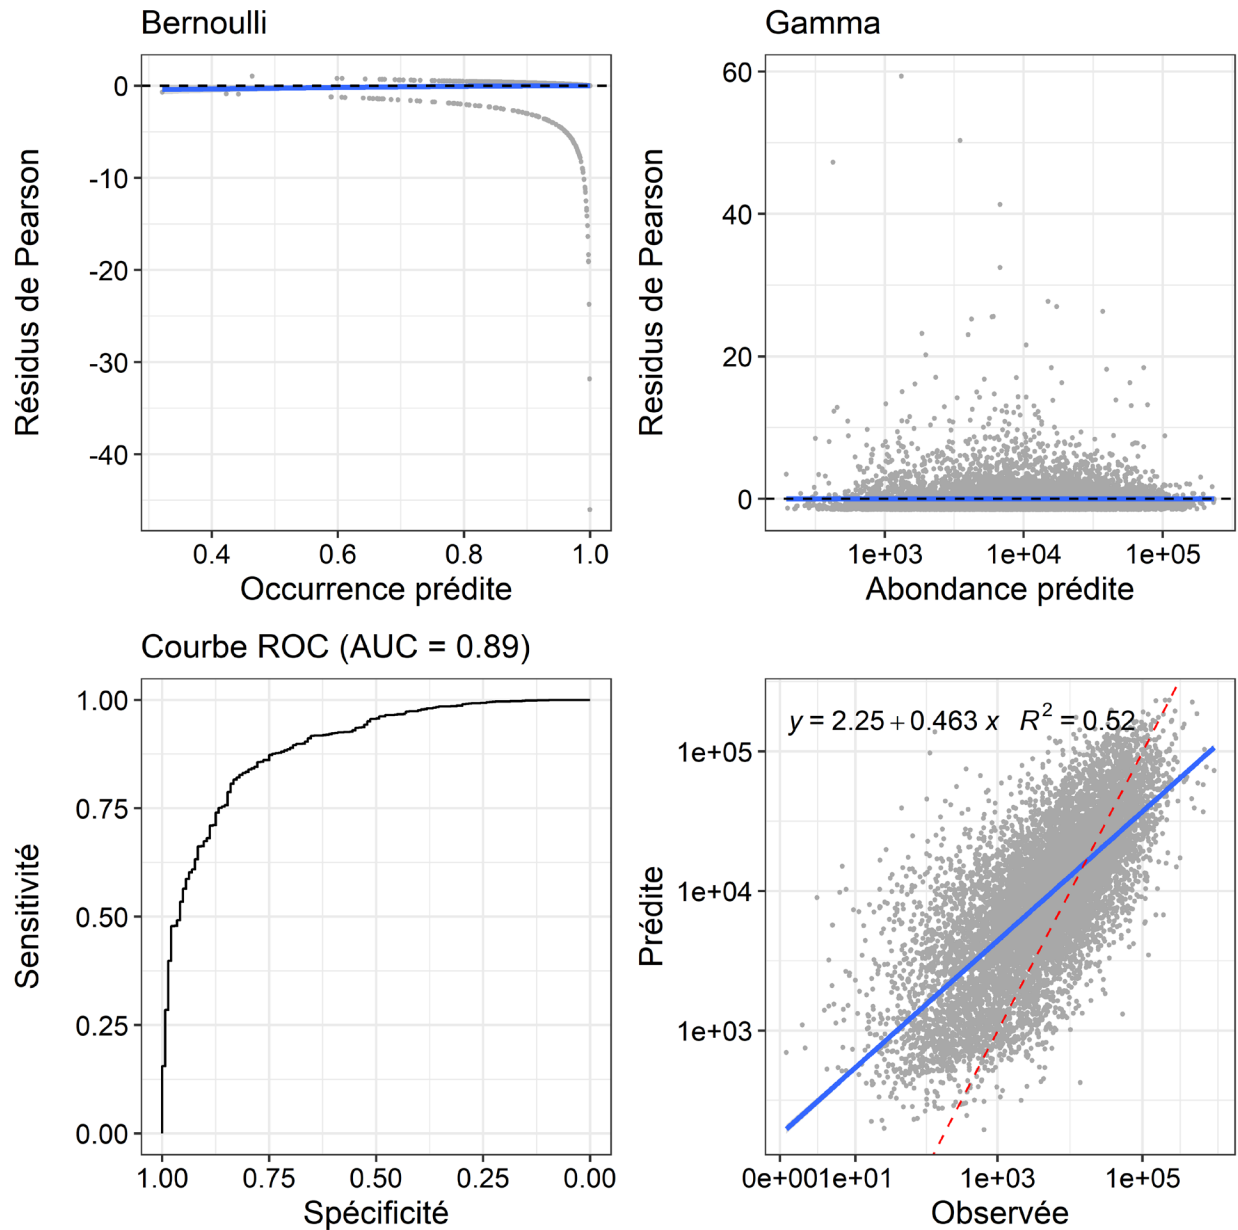 Bernoulli
Résidus de Pearson
0
-10
-20
-30
-40
0.4 0.6 0.8 1.0
Occurrence prédite
Gamma
Residus de Pearson
60
40
20
0
1e+03 1e+04 1e+05
Abondance prédite
Courbe ROC (AUC = 0.89)
Sensitivité
1.00
0.75
0.50
0.25
0.00
1.00 0.75 0.50 0.25 0.00
Spécificité
y = 2.25 + 0.463 x R² = 0.52
Prédite
1e+05
1e+04
1e+03
0e+001e+01 1e+03 1e+05
Observée